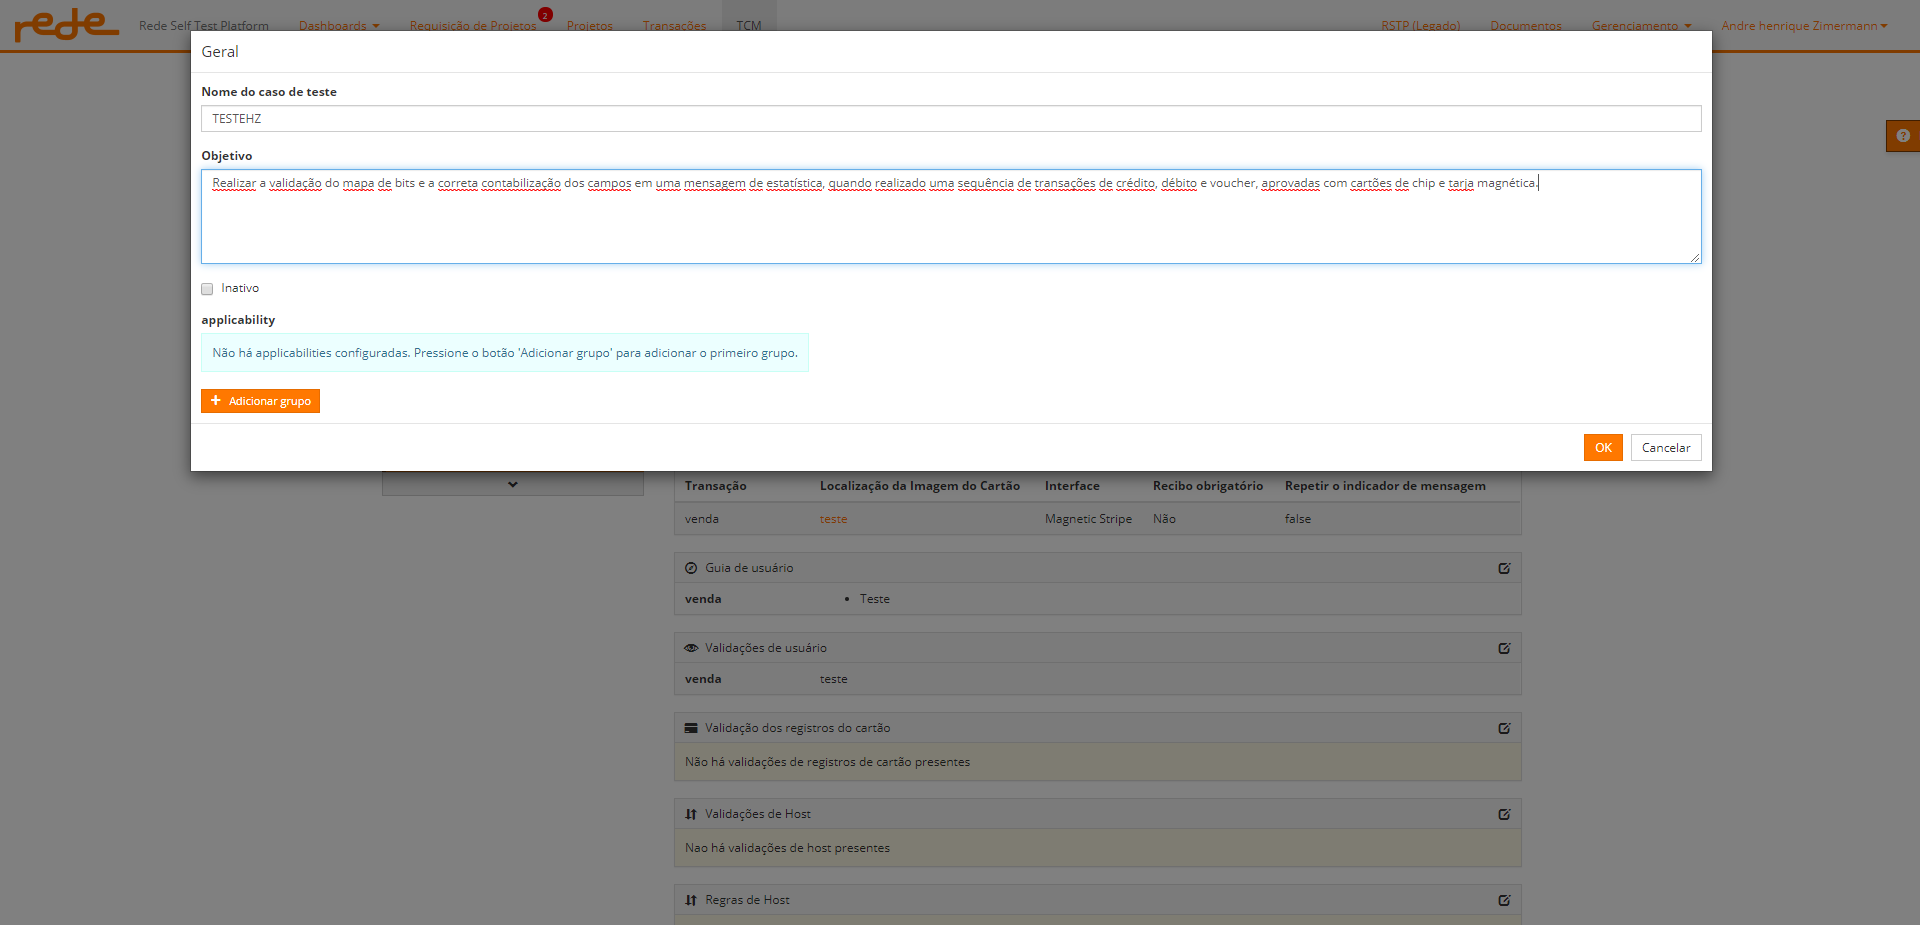 rede Rede Self Test Platform Dashboards Requisição de Projetos 2 Projetos Transações TCM RSTP (Legado) Documentos Gerenciamento Andre henrique Zimermann
Geral
Nome do caso de teste
TESTEHZ
Objetivo
Realizar a validação do mapa de bits e a correta contabilização dos campos em uma mensagem de estatística, quando realizado uma sequência de transações de crédito, débito e voucher, aprovadas com cartões de chip e tarja magnética.
Inativo
applicability
Não há applicabilities configuradas. Pressione o botão 'Adicionar grupo' para adicionar o primeiro grupo.
+ Adicionar grupo
OK Cancelar
Transação Localização da Imagem do Cartão Interface Recibo obrigatório Repetir o indicador de mensagem
venda teste Magnetic Stripe Não false
Guia de usuário
venda • Teste
Validações de usuário
venda teste
Validação dos registros do cartão
Não há validações de registros de cartão presentes
Validações de Host
Nao há validações de host presentes
Regras de Host